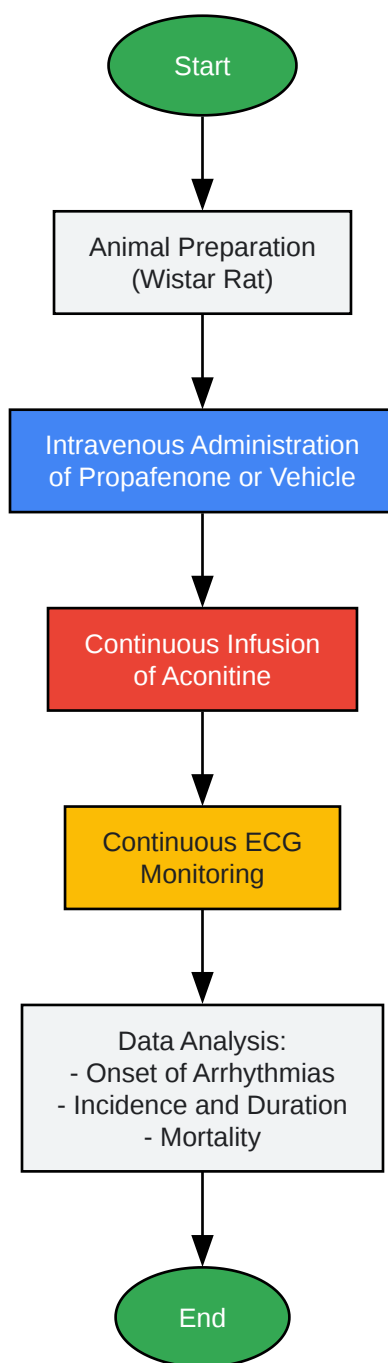 Start
Animal Preparation
(Wistar Rat)
Intravenous Administration
of Propafenone or Vehicle
Continuous Infusion
of Aconitine
Continuous ECG
Monitoring
Data Analysis:
- Onset of Arrhythmias
- Incidence and Duration
- Mortality
End